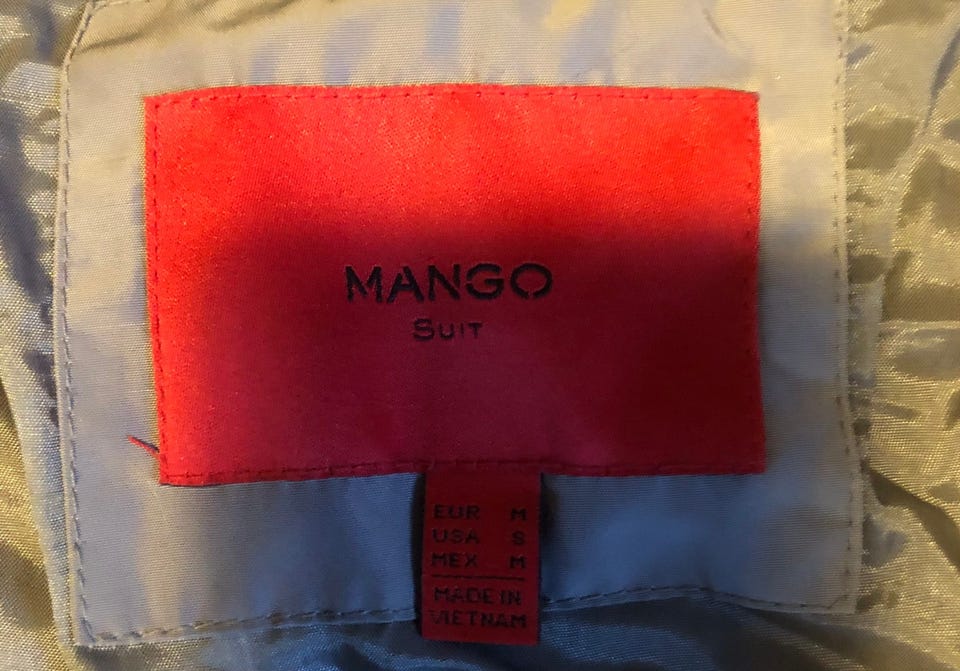 MANGO
SUIT
EUR M
USA S
MEX M
MADE IN
VIETNAM